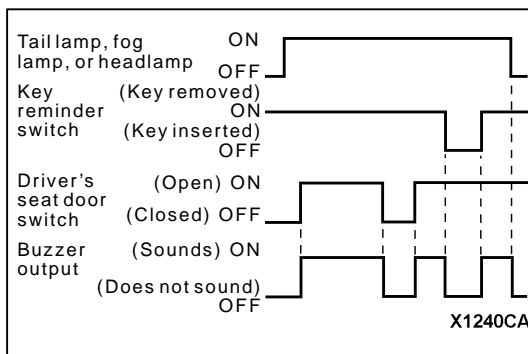 Tail lamp, fog
lamp, or headlamp
ON
OFF
Key
reminder
switch
(Key removed)
ON
(Key inserted)
OFF
Driver's
seat door
switch
(Open) ON
(Closed) OFF
Buzzer
output
(Sounds) ON
(Does not sound)
OFF
X1240CA